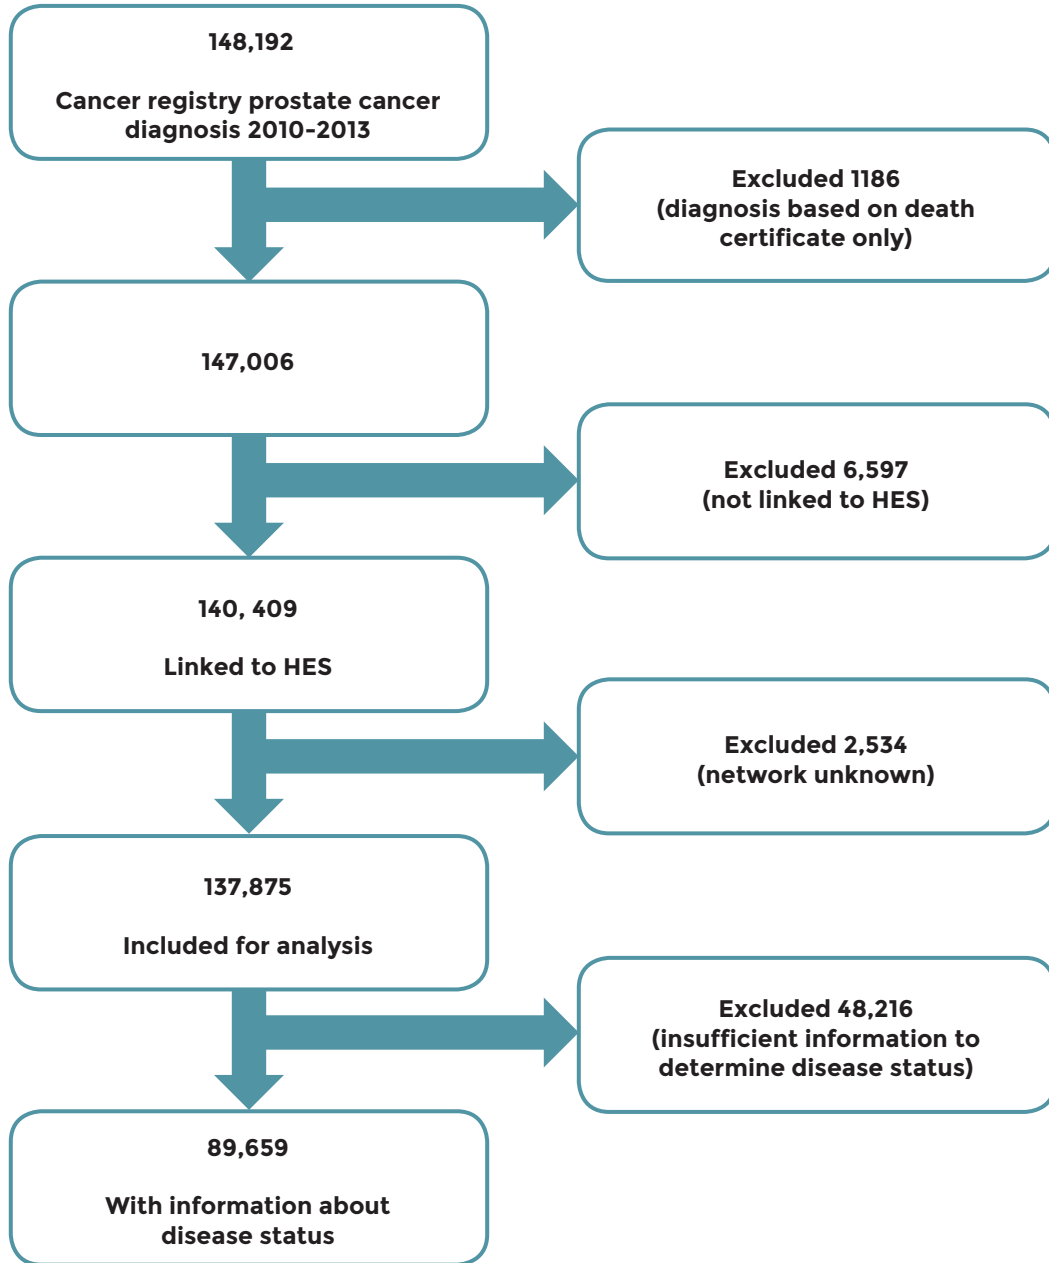 148,192
Cancer registry prostate cancer
diagnosis 2010-2013
Excluded 1186
(diagnosis based on death
certificate only)
147,006
Excluded 6,597
(not linked to HES)
140, 409
Linked to HES
Excluded 2,534
(network unknown)
137,875
Included for analysis
Excluded 48,216
(insufficient information to
determine disease status)
89,659
With information about
disease status